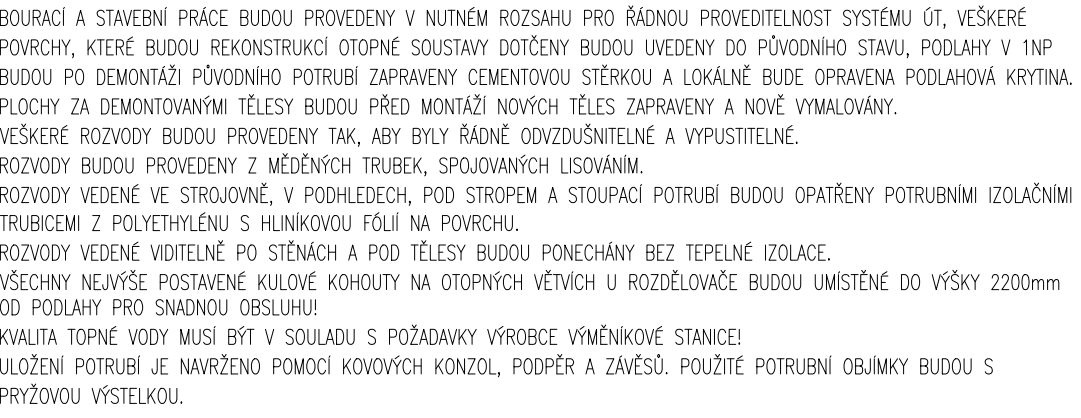 BOURACÍ A STAVEBNÍ PRÁCE BUDOU PROVEDENY V NUTNÉM ROZSAHU PRO ŘÁDNOU PROVEDITELNOST SYSTÉMU ÚT, VEŠKERÉ
POVRCHY, KTERÉ BUDOU REKONSTRUKCÍ OTOPNÉ SOUSTAVY DOTČENY BUDOU UVEDENY DO PŮVODNÍHO STAVU, PODLAHY V 1NP
BUDOU PO DEMONTÁŽI PŮVODNÍHO POTRUBÍ ZAPRAVENY CEMENTOVOU STĚRKOU A LOKÁLNĚ BUDE OPRAVENA PODLAHOVÁ KRYTINA.
PLOCHY ZA DEMONTOVANÝMI TĚLESY BUDOU PŘED MONTÁŽÍ NOVÝCH TĚLES ZAPRAVENY A NOVĚ VYMALOVÁNY.
VEŠKERÉ ROZVODY BUDOU PROVEDENY TAK, ABY BYLY ŘÁDNĚ ODVZDUŠNITELNÉ A VYPUSTITELNÉ.
ROZVODY BUDOU PROVEDENY Z MĚDĚNÝCH TRUBEK, SPOJOVANÝCH LISOVÁNÍM.
ROZVODY VEDENÉ VE STROJOVNĚ, V PODHLEDECH, POD STROPEM A STOUPACÍ POTRUBÍ BUDOU OPATŘENY POTRUBNÍMI IZOLAČNÍMI
TRUBICEMI Z POLYETHYLÉNU S HLINÍKOVOU FÓLIÍ NA POVRCHU.
ROZVODY VEDENÉ VIDITELNĚ PO STĚNÁCH A POD TĚLESY BUDOU PONECHÁNY BEZ TEPELNÉ IZOLACE.
VŠECHNY NEJVÝŠE POSTAVENÉ KULOVÉ KOHOUTY NA OTOPNÝCH VĚTVÍCH U ROZDĚLOVAČE BUDOU UMÍSTĚNÉ DO VÝŠKY 2200mm
OD PODLAHY PRO SNADNOU OBSLUHU!
KVALITA TOPNÉ VODY MUSÍ BÝT V SOULADU S POŽADAVKY VÝROBCE VÝMĚNÍKOVÉ STANICE!
ULOŽENÍ POTRUBÍ JE NAVRŽENO POMOCÍ KOVOVÝCH KONZOL, PODPĚR A ZÁVĚSŮ. POUŽITÉ POTRUBNÍ OBJÍMKY BUDOU S
PRYŽOVOU VÝSTELKOU.